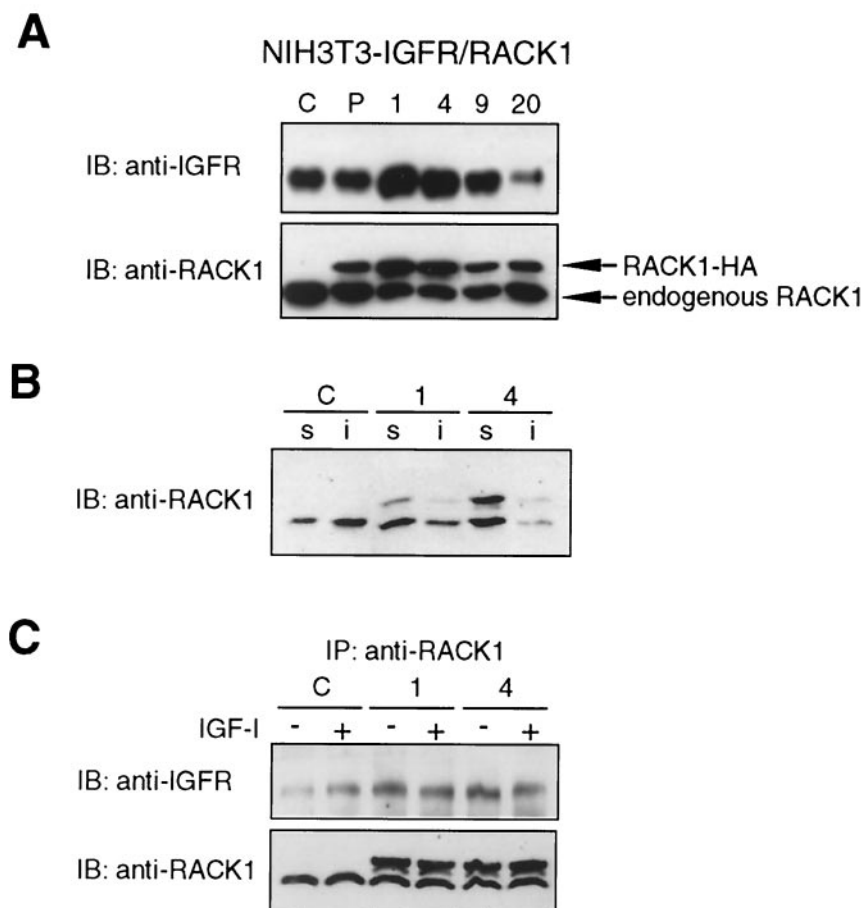 A
NIH3T3-IGFR/RACK1
C P 1 4 9 20
IB: anti-IGFR
IB: anti-RACK1
RACK1-HA
endogenous RACK1
B
C 1 4
s i s i s i
IB: anti-RACK1
C
IP: anti-RACK1
C 1 4
IGF-I - + - + - +
IB: anti-IGFR
IB: anti-RACK1